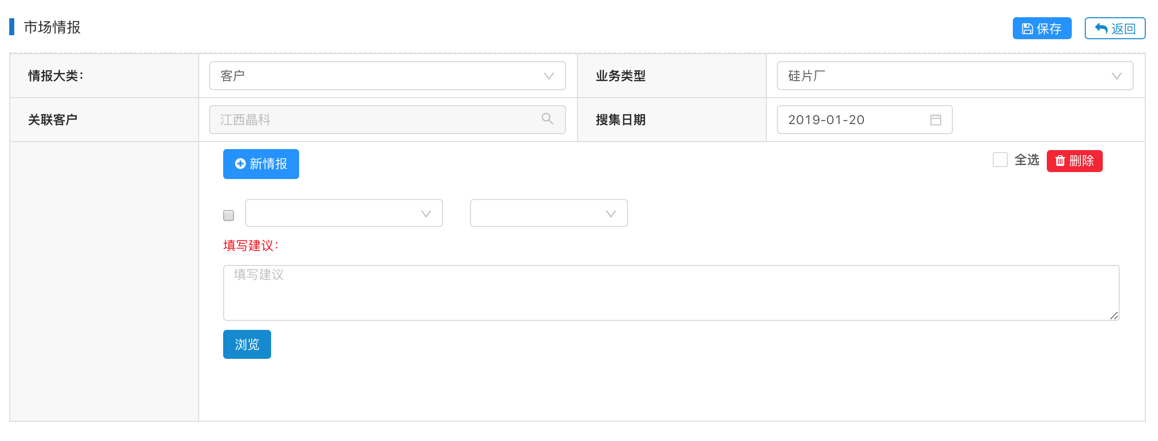 市场情报
保存 返回
情报大类： 客户 业务类型 硅片厂
关联客户 江西晶科 搜集日期 2019-01-20
新情报 全选 删除
填写建议：
填写建议
浏览